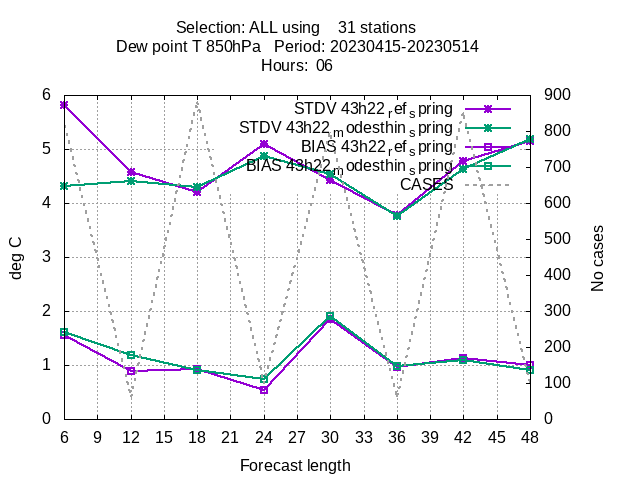 Selection: ALL using    31 stations
Dew point T 850hPa   Period: 20230415-20230514
Hours:  06
STDV 43h22_ref_spring
STDV 43h22_modesthin_spring
BIAS 43h22_ref_spring
BIAS 43h22_modesthin_spring
CASES
6 5 4 3 2 1 0
deg C
900 800 700 600 500 400 300 200 100 0
No cases
6 9 12 15 18 21 24 27 30 33 36 39 42 45 48
Forecast length